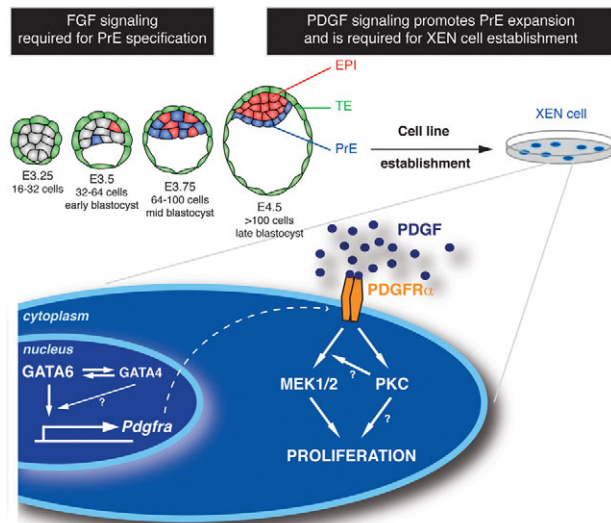 FGF signaling
required for PrE specification
PDGF signaling promotes PrE expansion
and is required for XEN cell establishment
EPI
TE
PrE
Cell line
establishment
XEN cell
E3.25
16-32 cells
E3.5
32-64 cells
early blastocyst
E3.75
64-100 cells
mid blastocyst
E4.5
>100 cells
late blastocyst
PDGF
PDGFRα
cytoplasm
nucleus
GATA6
GATA4
?
Pdgfra
MEK1/2
?
PKC
?
PROLIFERATION